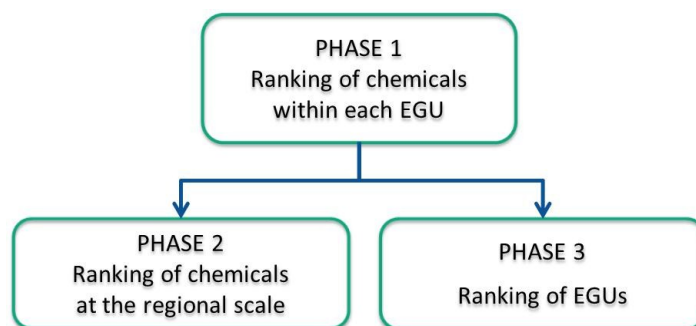 PHASE 1
Ranking of chemicals
within each EGU
PHASE 2
Ranking of chemicals
at the regional scale
PHASE 3
Ranking of EGUs